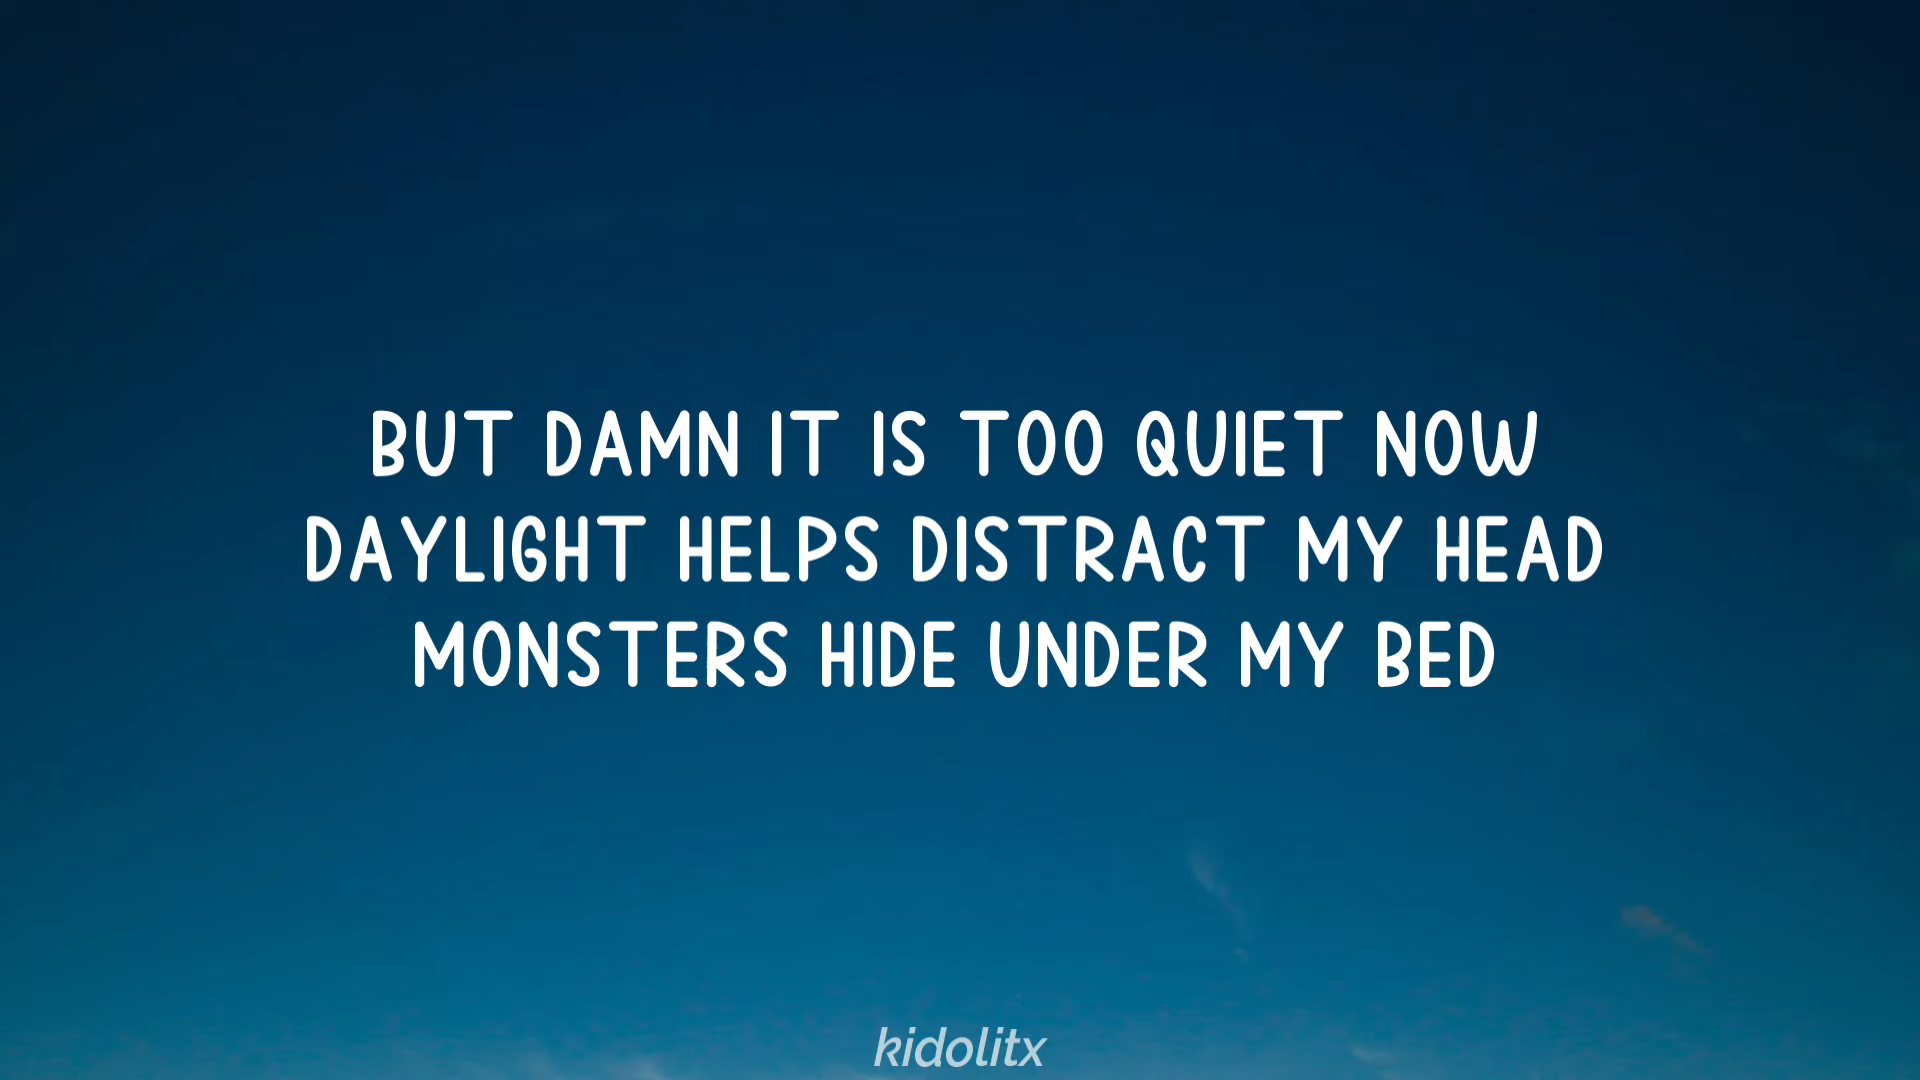 BUT DAMN IT IS TOO QUIET NOW
DAYLIGHT HELPS DISTRACT MY HEAD
MONSTERS HIDE UNDER MY BED
kidolitx